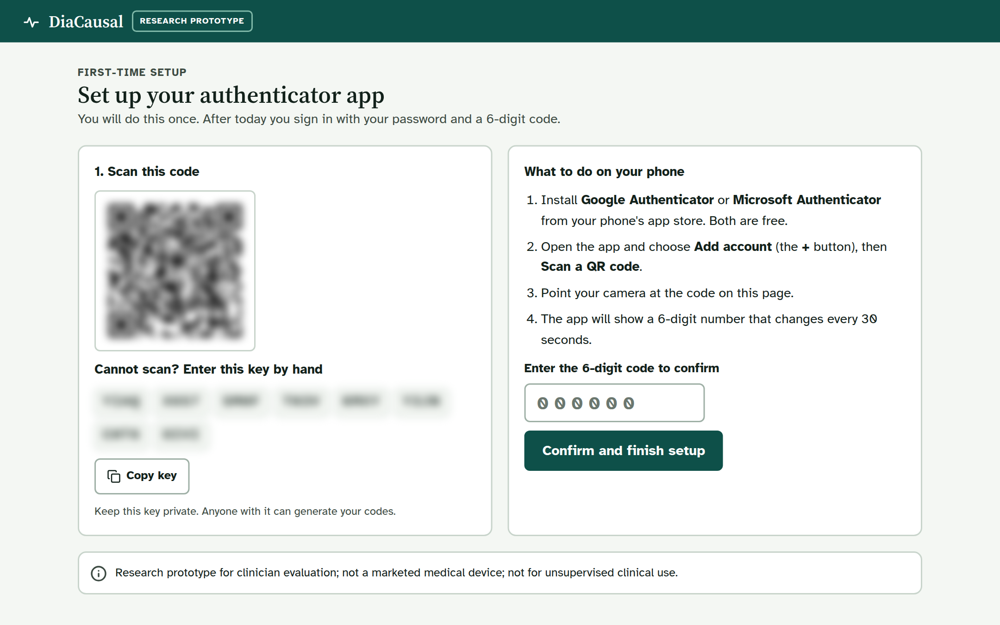 DiaCausal
RESEARCH PROTOTYPE
FIRST-TIME SETUP
Set up your authenticator app
You will do this once. After today you sign in with your password and a 6-digit code.
1. Scan this code
Cannot scan? Enter this key by hand
Copy key
Keep this key private. Anyone with it can generate your codes.
What to do on your phone
1. Install Google Authenticator or Microsoft Authenticator
from your phone's app store. Both are free.
2. Open the app and choose Add account (the + button), then
Scan a QR code.
3. Point your camera at the code on this page.
4. The app will show a 6-digit number that changes every 30
seconds.
Enter the 6-digit code to confirm
000000
Confirm and finish setup
Research prototype for clinician evaluation; not a marketed medical device; not for unsupervised clinical use.